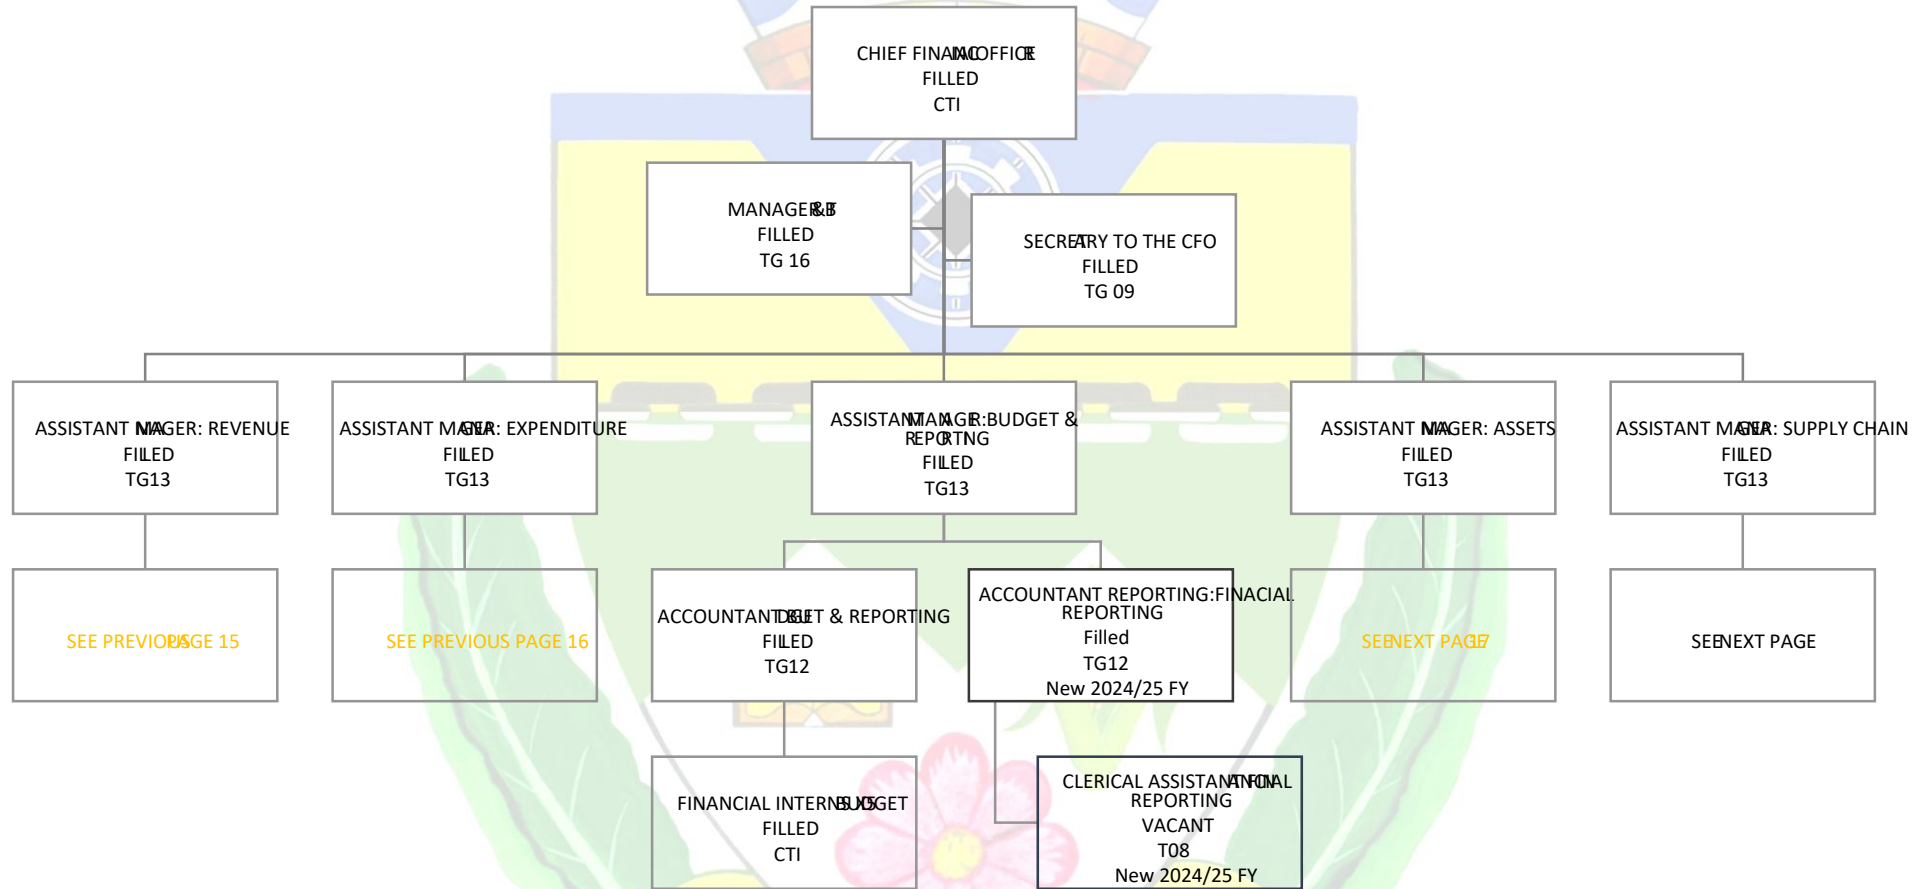 CHIEF FINANCIAL OFFICER
FILLED
CTI
MANAGER
FILLED
TG 16
SECRETARY TO THE CFO
FILLED
TG 09
ASSISTANT MANAGER: REVENUE
FILLED
TG13
ASSISTANT MANAGER: EXPENDITURE
FILLED
TG13
ASSISTANT MANAGER: BUDGET &
REPORTING
FILLED
TG13
ASSISTANT MANAGER: ASSETS
FILLED
TG13
ASSISTANT MANAGER: SUPPLY CHAIN
FILLED
TG13
SEE PREVIOUS PAGE 15
SEE PREVIOUS PAGE 16
ACCOUNTANT BUDGET & REPORTING
FILLED
TG12
ACCOUNTANT REPORTING:FINACIAL
REPORTING
Filled
TG12
New 2024/25 FY
SEE NEXT PAGE 17
SEE NEXT PAGE
FINANCIAL INTERNS X5 BUDGET
FILLED
CTI
CLERICAL ASSISTANT
REPORTING
VACANT
T08
New 2024/25 FY